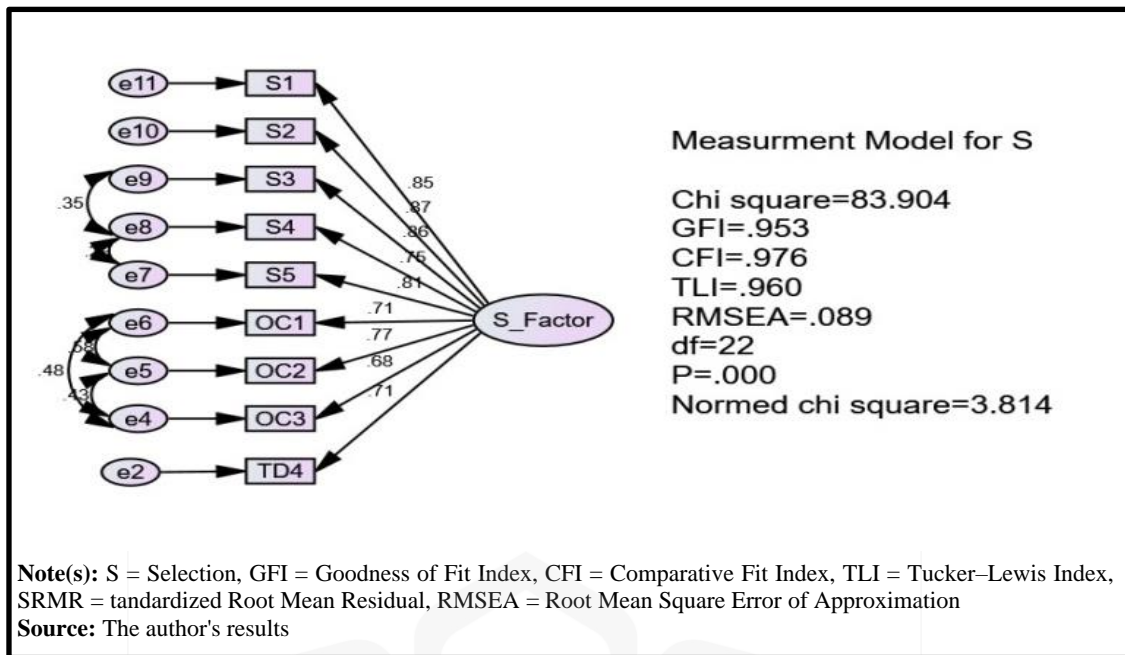 e11 S1
e10 S2
e9 S3
e8 S4
e7 S5
e6 OC1
e5 OC2
e4 OC3
e2 TD4
.35
.58
.48
.43
.85
.87
.86
.75
.81
.71
.77
.68
.71
S_Factor
Measurment Model for S
Chi square=83.904
GFI=.953
CFI=.976
TLI=.960
RMSEA=.089
df=22
P=.000
Normed chi square=3.814
Note(s): S = Selection, GFI = Goodness of Fit Index, CFI = Comparative Fit Index, TLI = Tucker–Lewis Index,
SRMR = tandardized Root Mean Residual, RMSEA = Root Mean Square Error of Approximation
Source: The author's results